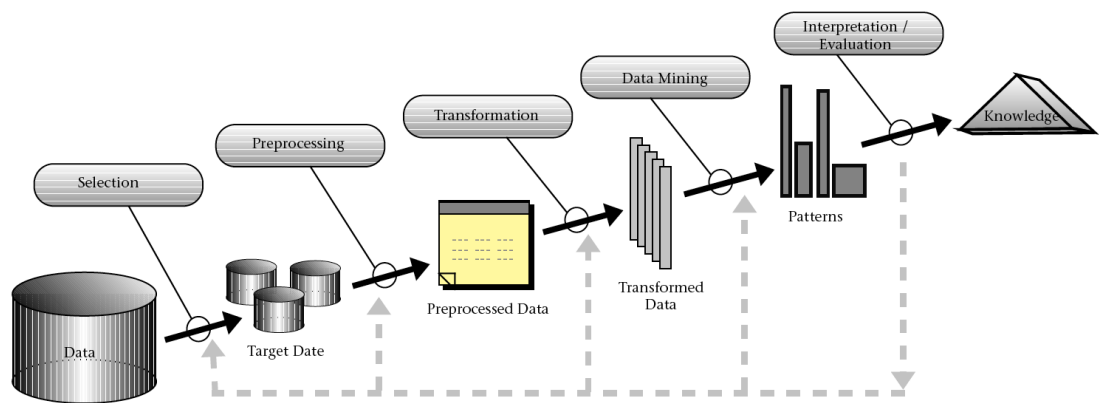 Interpretation /
Evaluation
Data Mining
Transformation
Preprocessing
Selection
Knowledge
Patterns
Transformed
Data
Preprocessed Data
Target Date
Data